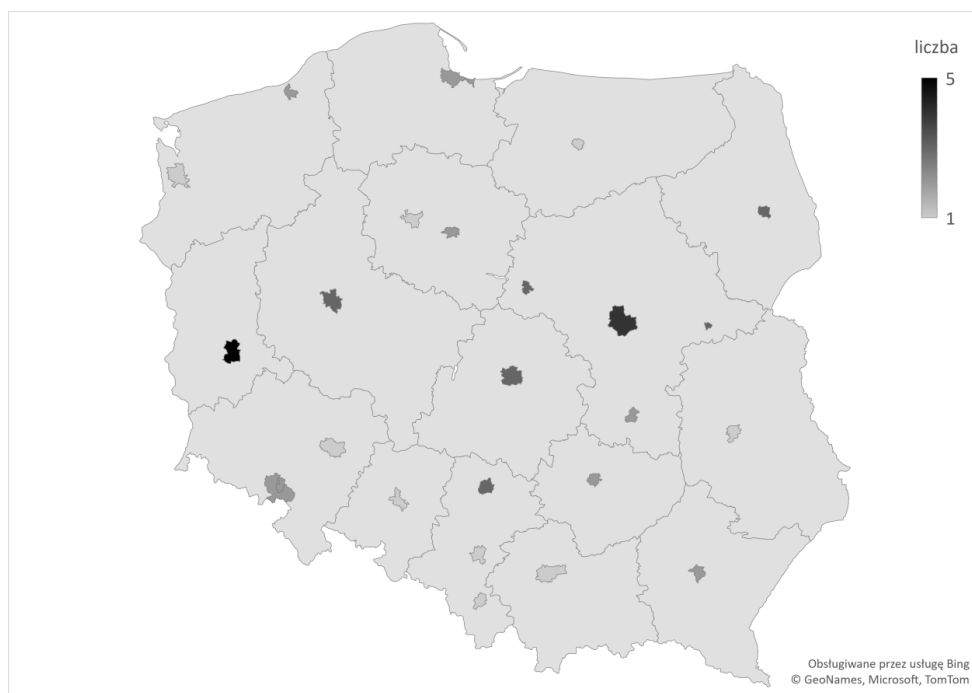 liczba
5
1
Obsługiwane przez usługę Bing
© GeoNames, Microsoft, TomTom